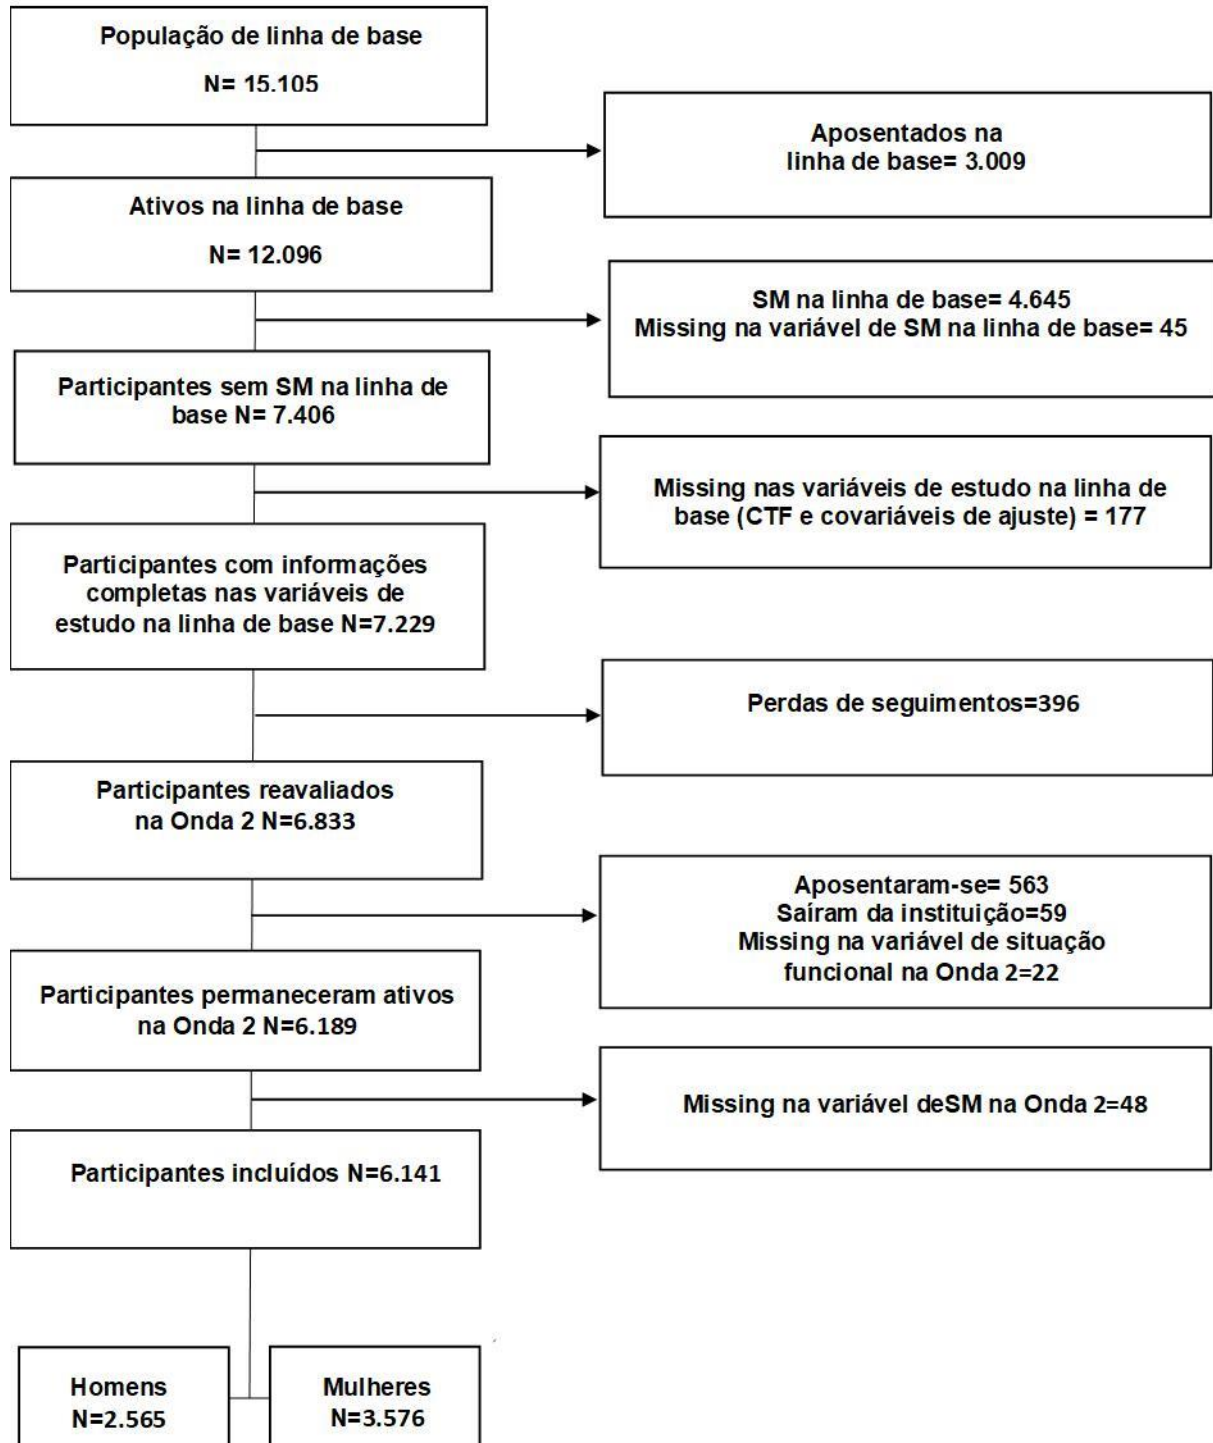 População de linha de base
N= 15.105
Aposentados na
linha de base= 3.009
Ativos na linha de base
N= 12.096
SM na linha de base= 4.645
Missing na variável de SM na linha de base= 45
Participantes sem SM na linha de
base N= 7.406
Missing nas variáveis de estudo na linha de
base (CTF e covariáveis de ajuste) = 177
Participantes com informações
completas nas variáveis de
estudo na linha de base N=7.229
Perdas de seguimentos=396
Participantes reavaliados
na Onda 2 N=6.833
Aposentaram-se= 563
Saíram da instituição=59
Missing na variável de situação
funcional na Onda 2=22
Participantes permaneceram ativos
na Onda 2 N=6.189
Missing na variável deSM na Onda 2=48
Participantes incluídos N=6.141
Homens
N=2.565
Mulheres
N=3.576